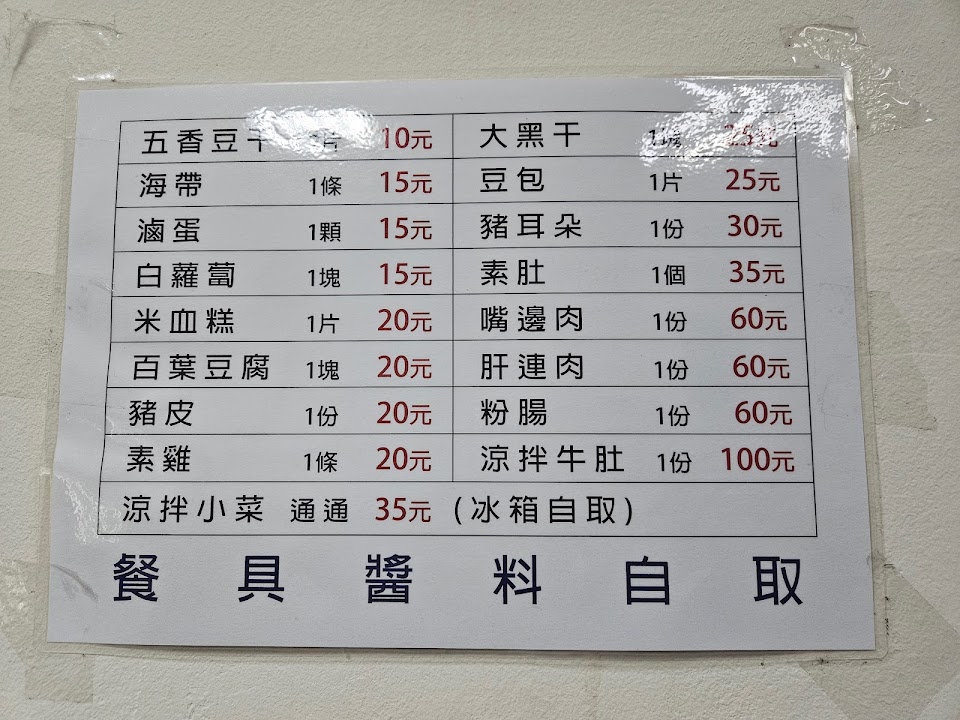 五香豆干 1片 10元 大黑干 25元
海帶 1條 15元 豆包 1片 25元
滷蛋 1顆 15元 豬耳朵 1份 30元
白蘿蔔 1塊 15元 素肚 1個 35元
米血糕 1片 20元 嘴邊肉 1份 60元
百葉豆腐 1塊 20元 肝連肉 1份 60元
豬皮 1份 20元 粉腸 1份 60元
素雞 1條 20元 涼拌牛肚 1份 100元
涼拌小菜 通通 35元 (冰箱自取)
餐具醬料自取